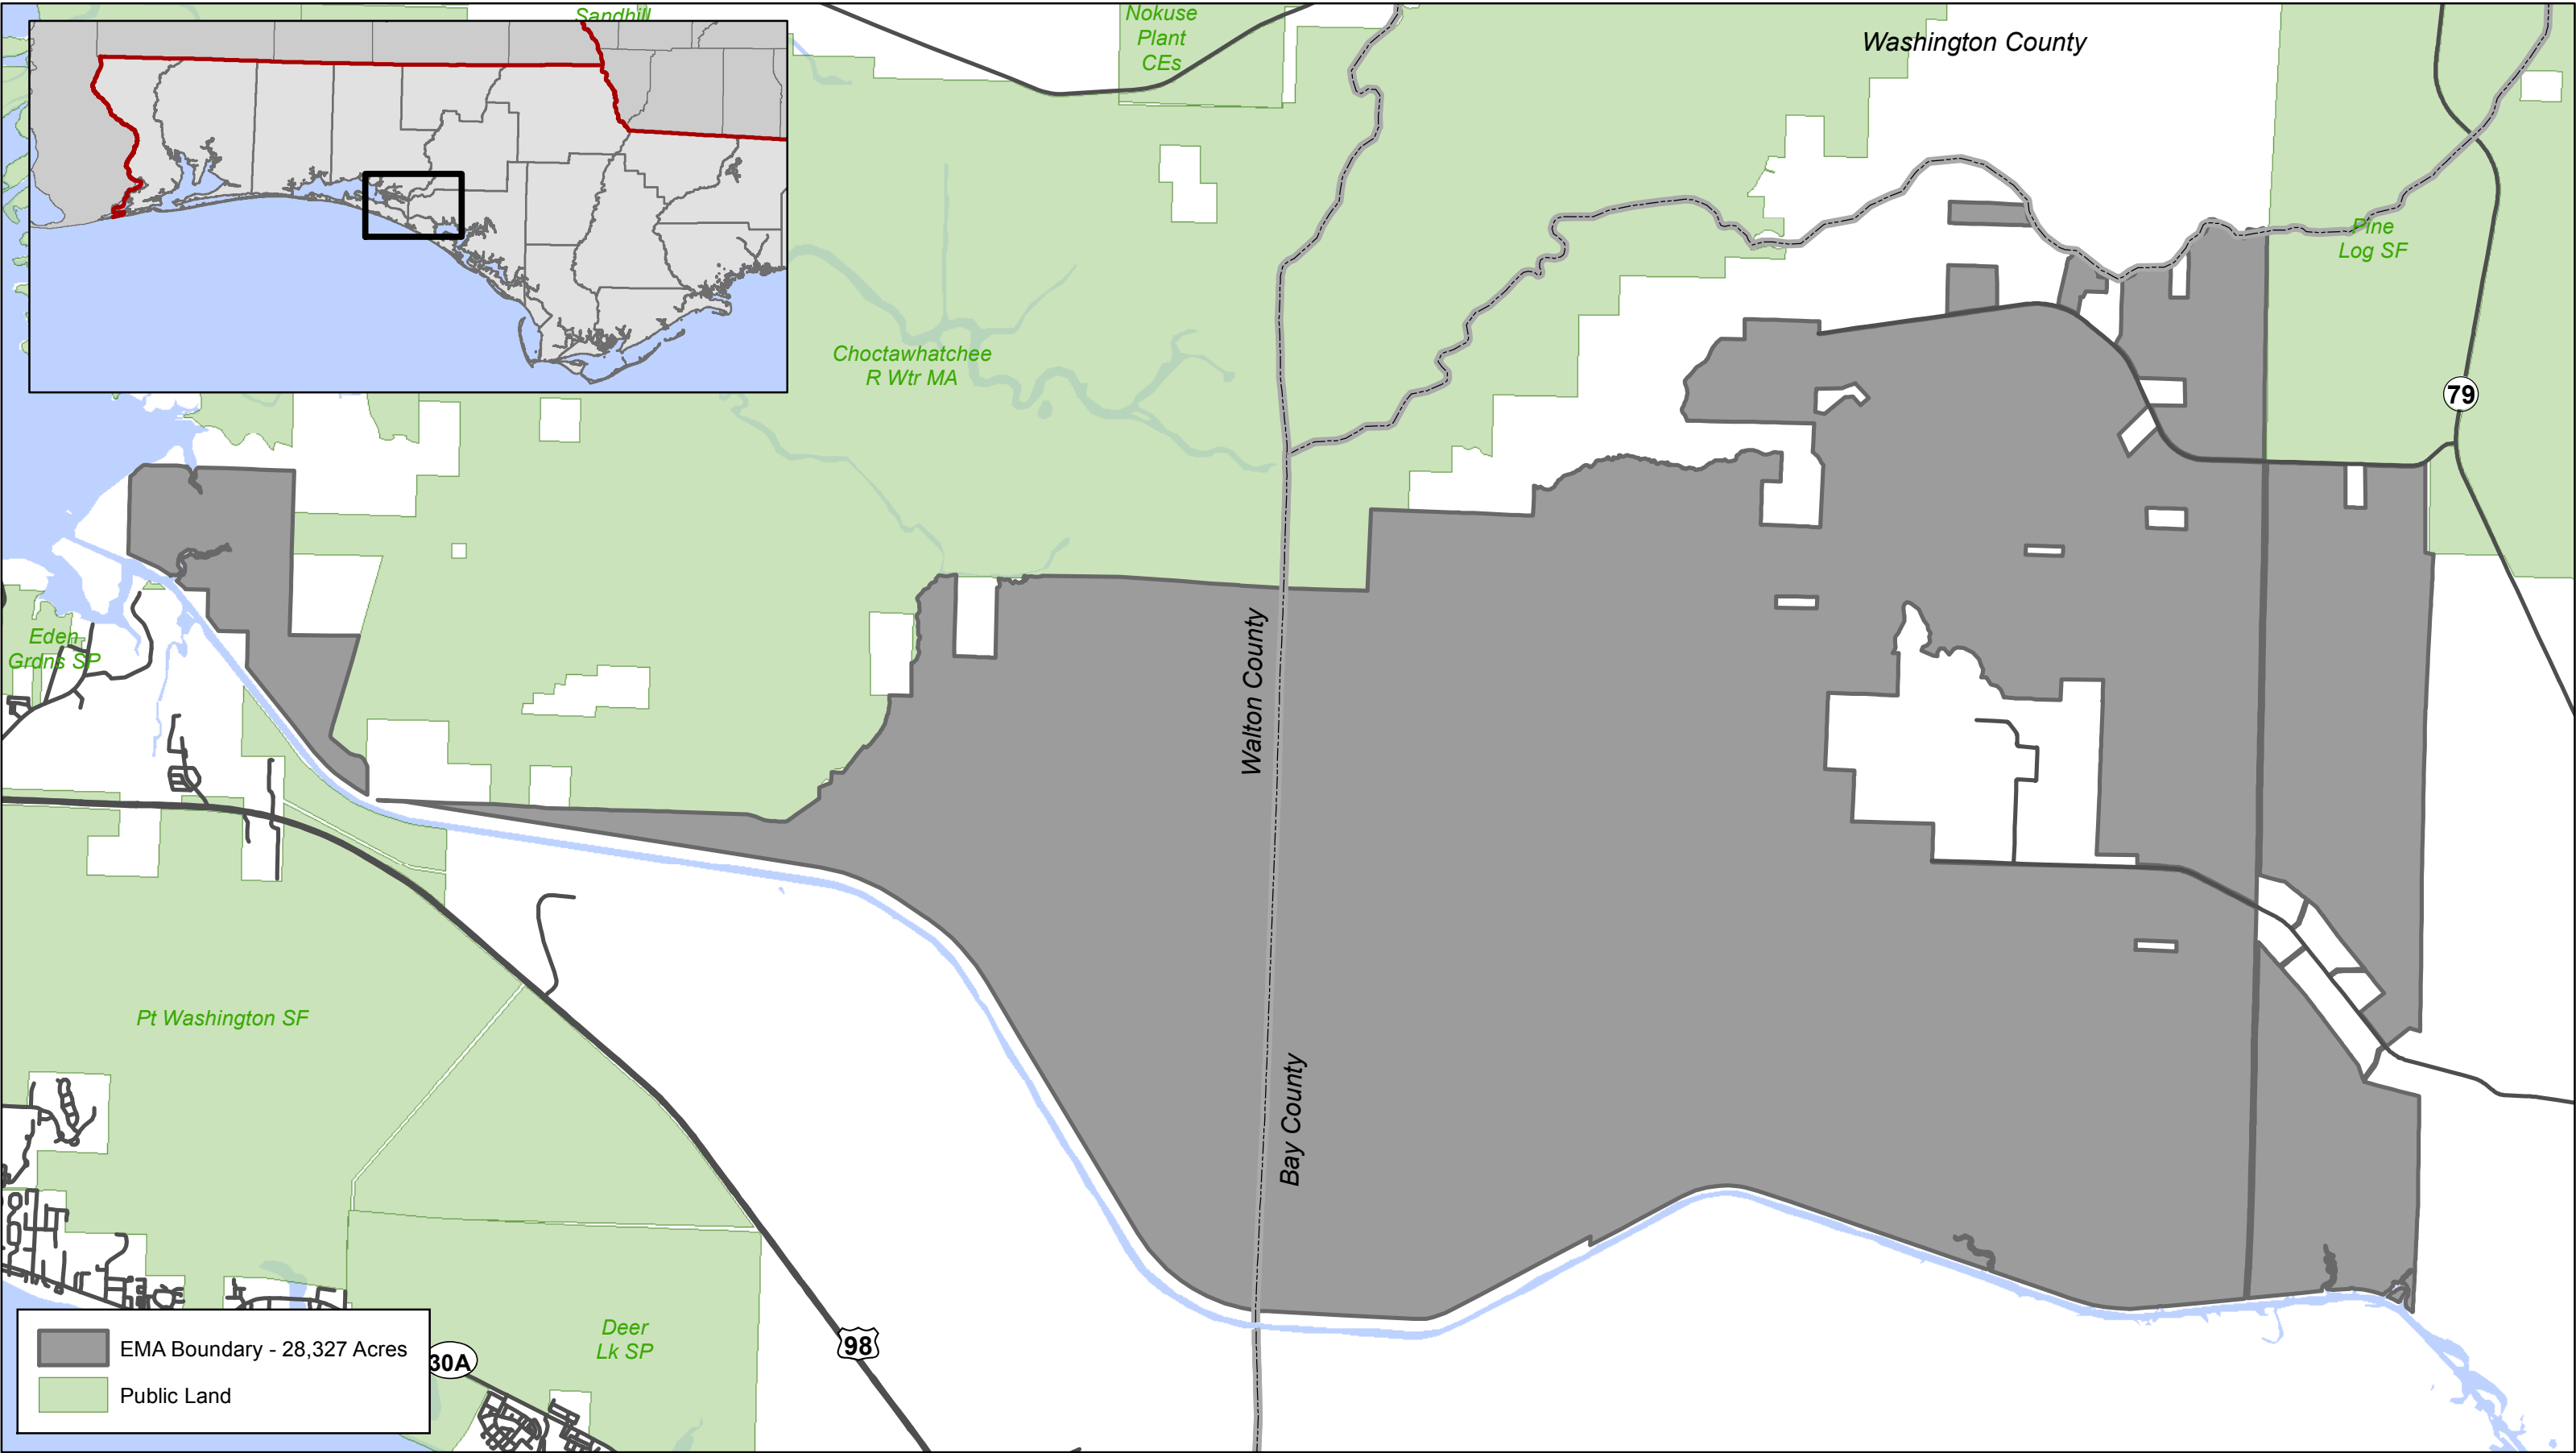 Sandhill
Nokuse
Plant
CEs
Washington County
Pine
Log SF
Choctawhatchee
R Wtr MA
79
Eden
Grdns SP
Walton County
Bay County
Pt Washington SF
Deer
Lk SP
98
30A
EMA Boundary - 28,327 Acres
Public Land